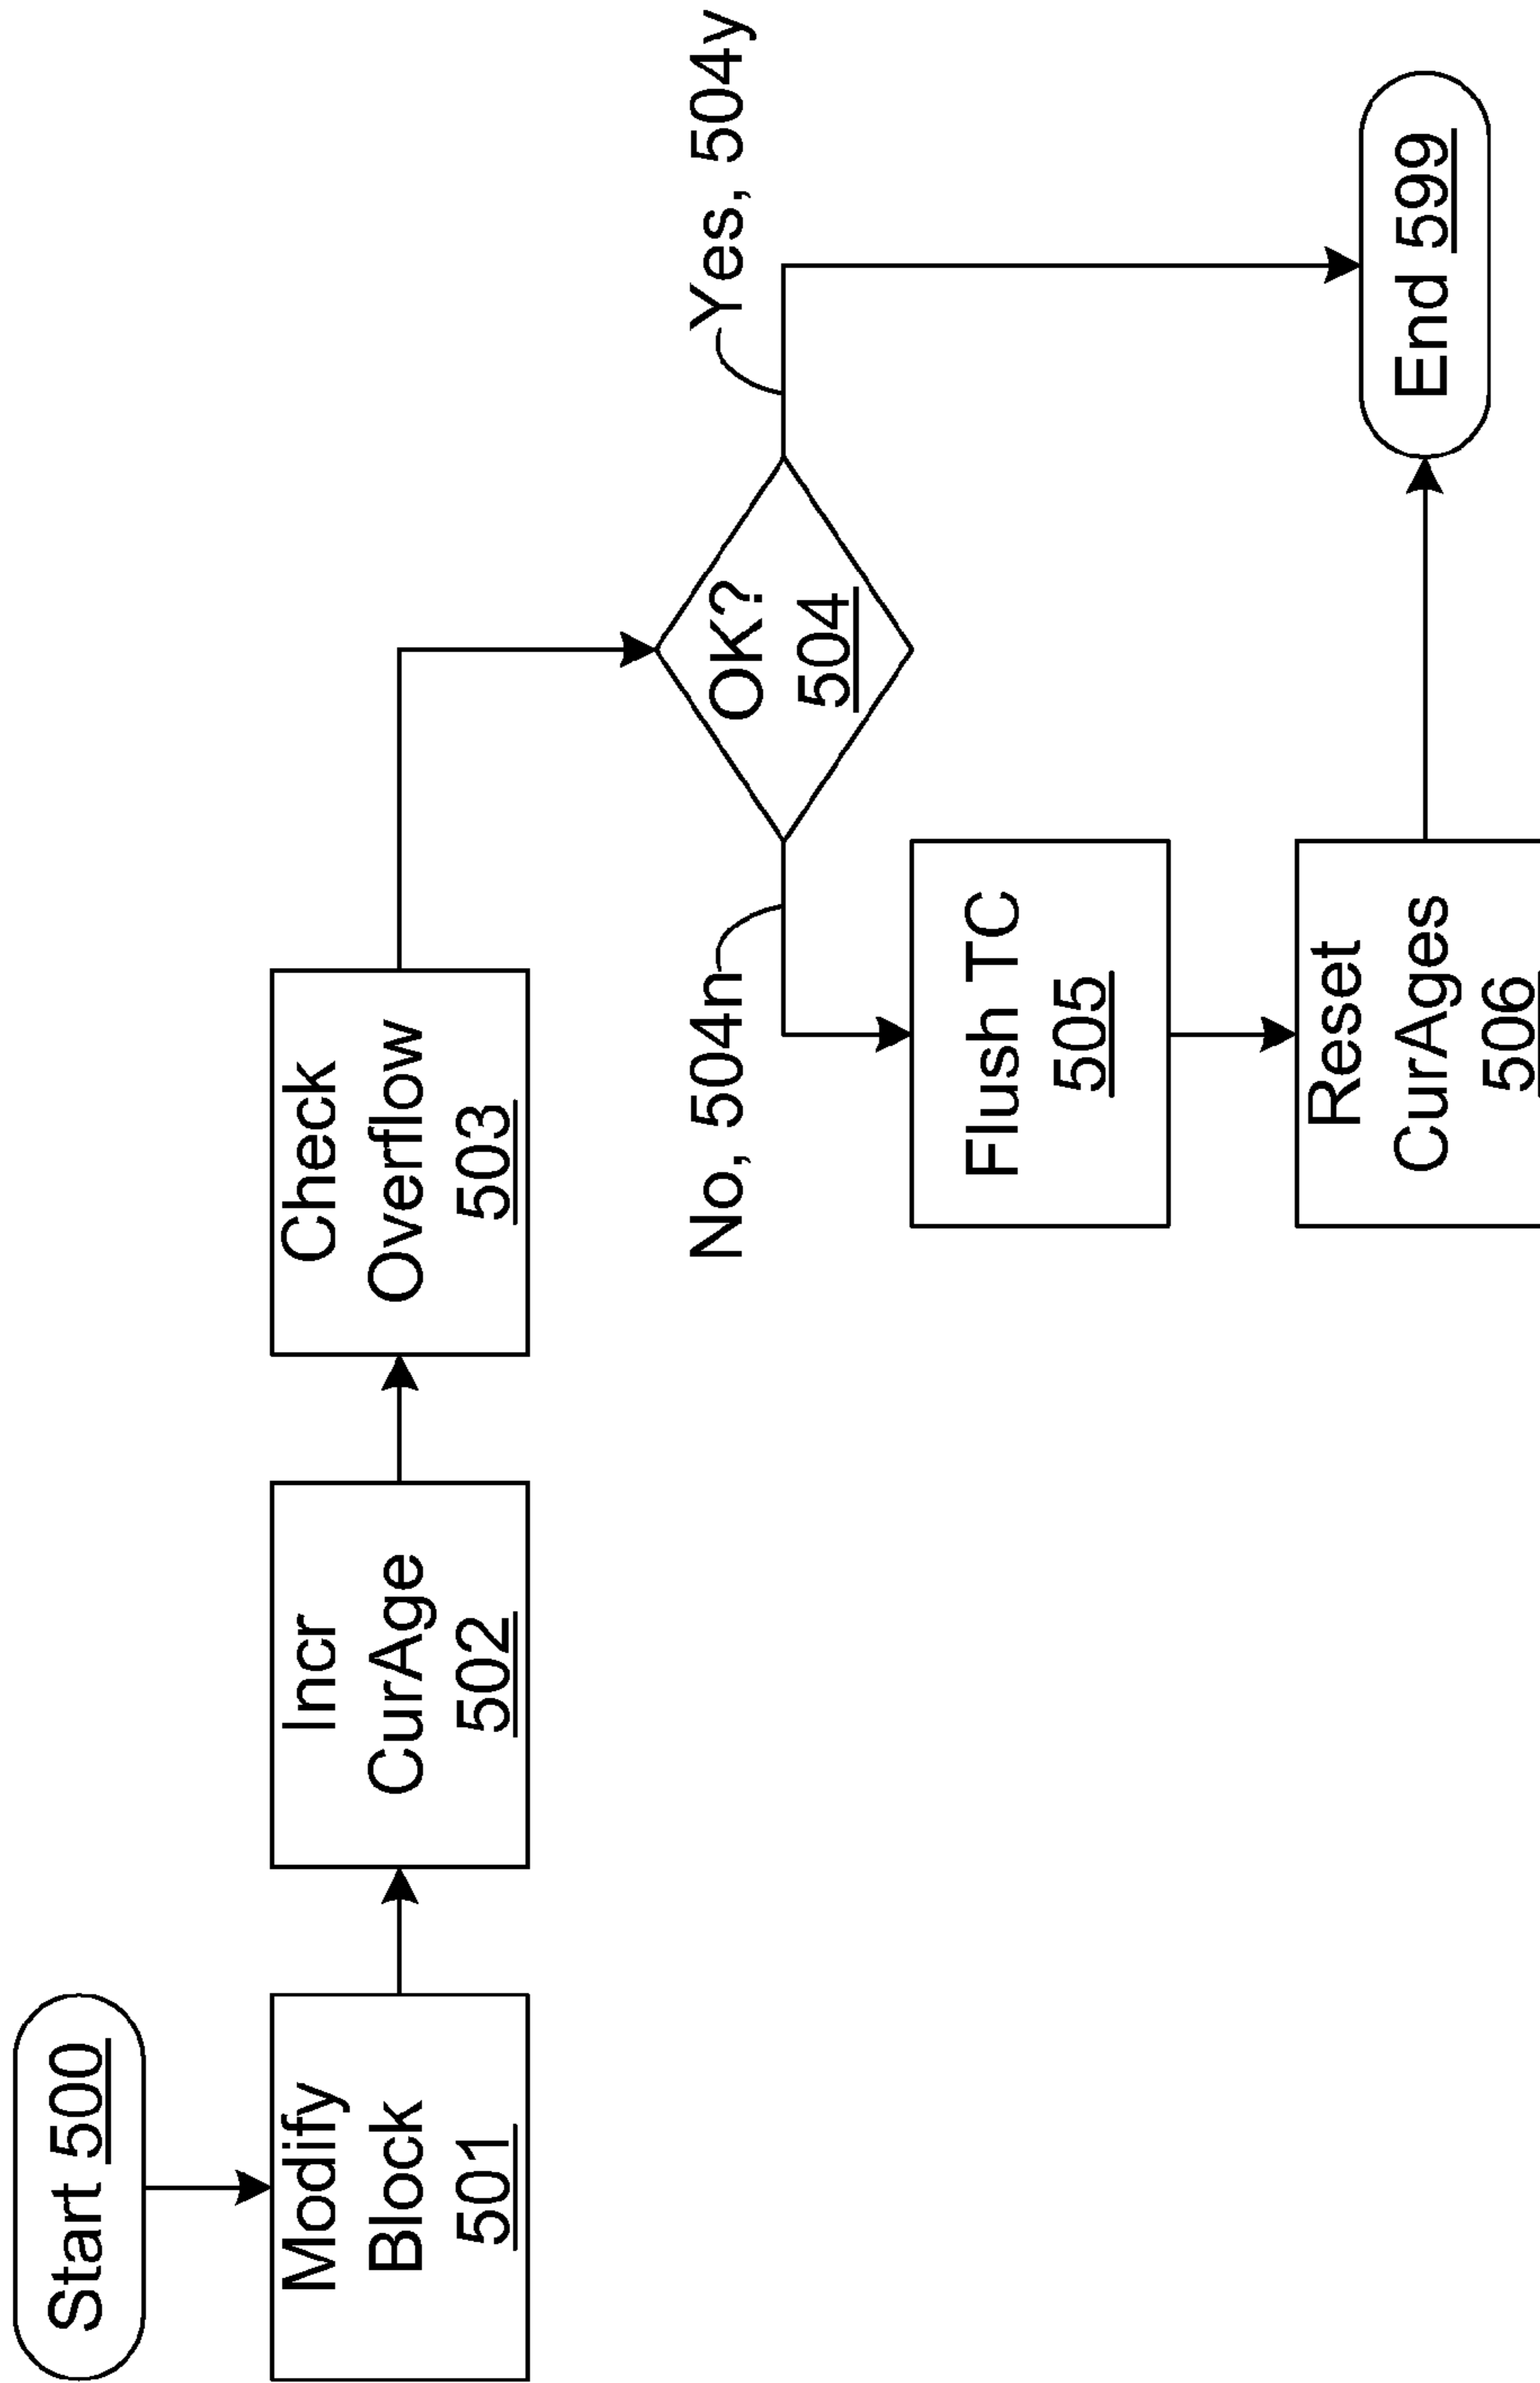 Start 500
Modify
Block
501
Incr
CurAge
502
Check
Overflow
503
OK?
504
No, 504n
Yes, 504y
Flush TC
505
Reset
CurAges
506
End 599